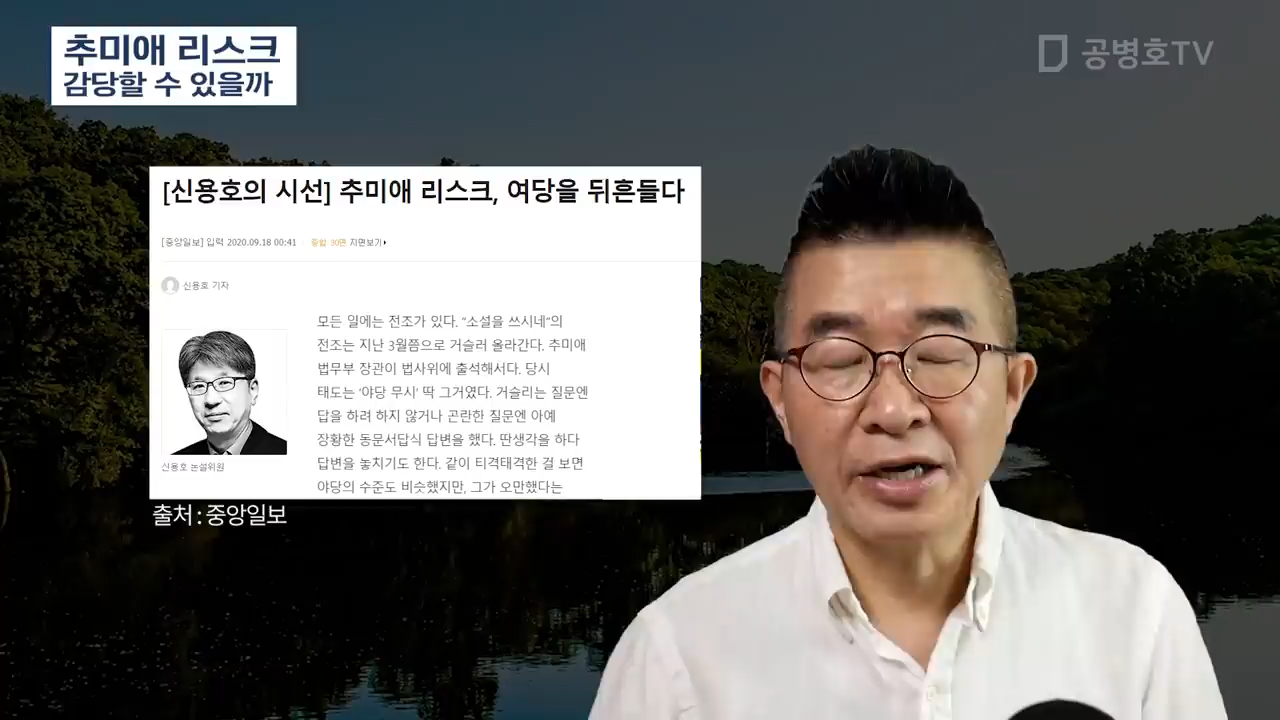 추미애 리스크
감당할 수 있을까
공병호TV
[신용호의 시선] 추미애 리스크, 여당을 뒤흔들다
[중앙일보] 입력 2020.09.18 00:41 종합 30면 지면보기
신용호 기자
모든 일에는 전조가 있다. “소설을 쓰시네”의
전조는 지난 3월쯤으로 거슬러 올라간다. 추미애
법무부 장관이 법사위에 출석해서다. 당시
태도는 ‘야당 무시’ 딱 그거였다. 거슬리는 질문엔
답을 하려 하지 않거나 곤란한 질문엔 아예
장황한 동문서답식 답변을 했다. 딴생각을 하다
답변을 놓치기도 한다. 같이 티격태격한 걸 보면
야당의 수준도 비슷했지만, 그가 오만했다는
신용호 논설위원
출처 : 중앙일보